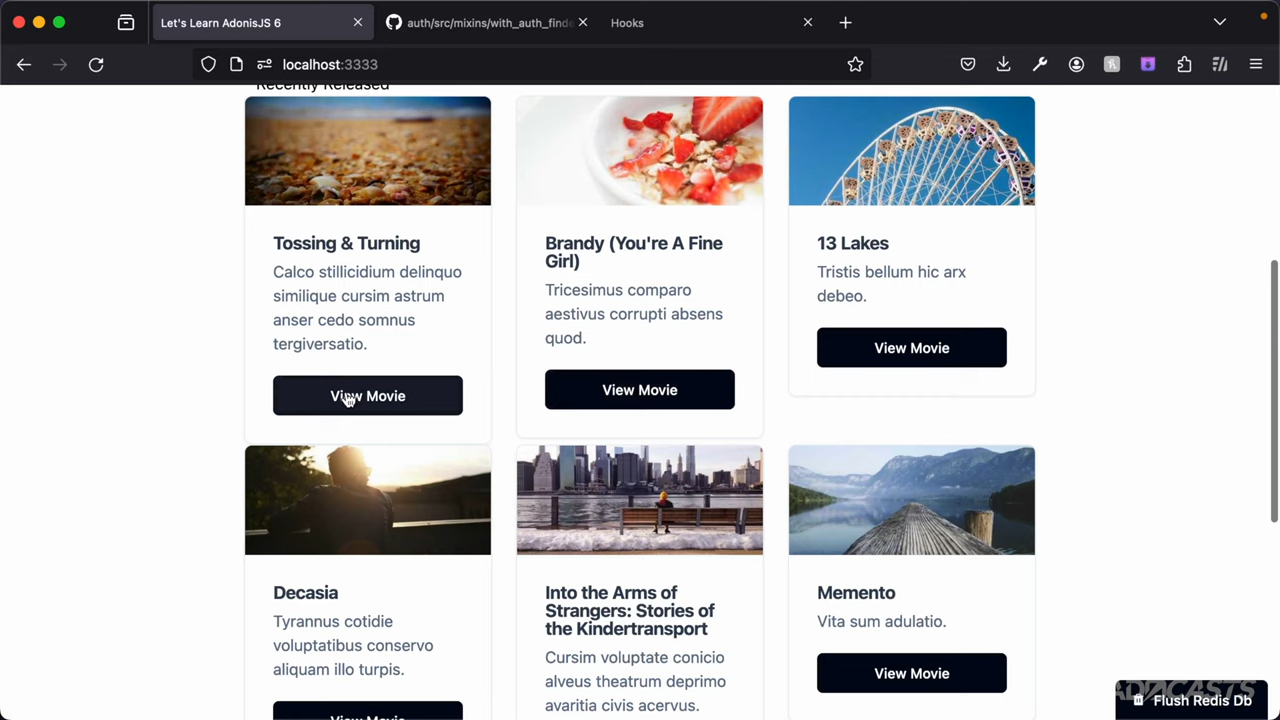 Let's Learn AdonisJS 6
auth/src/mixins/with_auth_finde
Hooks
localhost:3333
Recently Released
Tossing & Turning
Calco stillicidium delinquo
similique cursim astrum
anser cedo somnus
tergiversatio.
View Movie
Brandy (You're A Fine
Girl)
Tricesimus comparo
aestivus corrupti absens
quod.
View Movie
13 Lakes
Tristis bellum hic arx
debeo.
View Movie
Decasia
Tyrannus cotidie
voluptatibus conservo
aliquam illo turpis.
View Movie
Into the Arms of
Strangers: Stories of
the Kindertransport
Cursim voluptate conicio
alveus theatrum deprimo
avaritia civis acervus.
Memento
Vita sum adulatio.
View Movie
ADOCASTS
Flush Redis Db